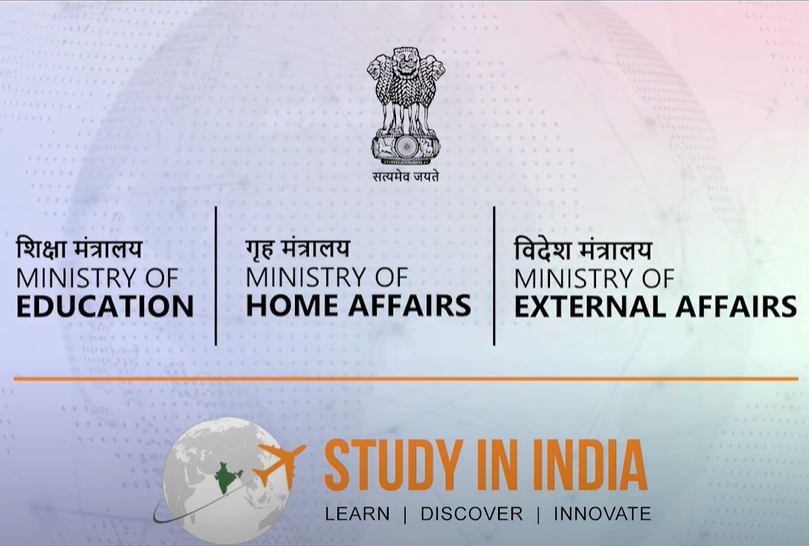 सत्यमेव जयते
शिक्षा मंत्रालय
MINISTRY OF
EDUCATION
गृह मंत्रालय
MINISTRY OF
HOME AFFAIRS
विदेश मंत्रालय
MINISTRY OF
EXTERNAL AFFAIRS
STUDY IN INDIA
LEARN | DISCOVER | INNOVATE